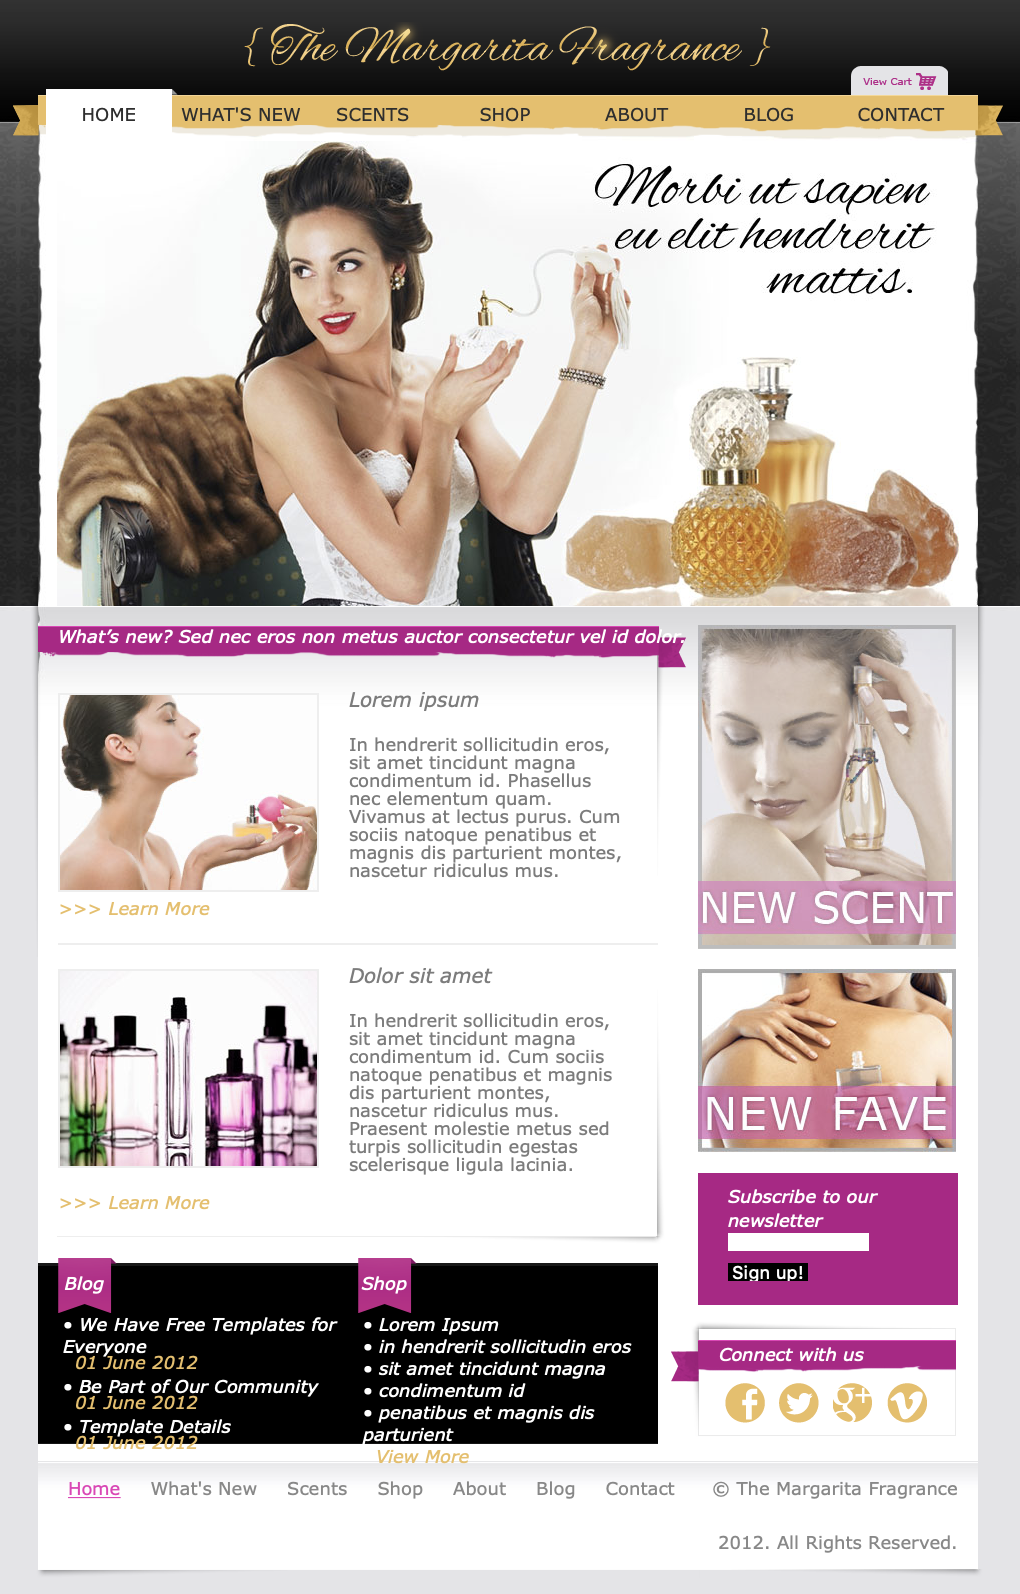 { The Margarita Fragrance }
View Cart
HOME WHAT'S NEW SCENTS SHOP ABOUT BLOG CONTACT
Morbi ut sapien
eu elit hendrerit
mattis.
What’s new? Sed nec eros non metus auctor consectetur vel id dolor.
Lorem ipsum
In hendrerit sollicitudin eros,
sit amet tincidunt magna
condimentum id. Phasellus
nec elementum quam.
Vivamus at lectus purus. Cum
sociis natoque penatibus et
magnis dis parturient montes,
nascetur ridiculus mus.
>>> Learn More
Dolor sit amet
In hendrerit sollicitudin eros,
sit amet tincidunt magna
condimentum id. Cum sociis
natoque penatibus et magnis
dis parturient montes,
nascetur ridiculus mus.
Praesent molestie metus sed
turpis sollicitudin egestas
scelerisque ligula lacinia.
>>> Learn More
NEW SCENT
NEW FAVE
Subscribe to our
newsletter
Sign up!
Connect with us
f g+ v
Blog
• We Have Free Templates for
Everyone
01 June 2012
• Be Part of Our Community
01 June 2012
• Template Details
01 June 2012
Shop
• Lorem Ipsum
• in hendrerit sollicitudin eros
• sit amet tincidunt magna
• condimentum id
• penatibus et magnis dis
parturient
View More
Home What's New Scents Shop About Blog Contact
© The Margarita Fragrance
2012. All Rights Reserved.